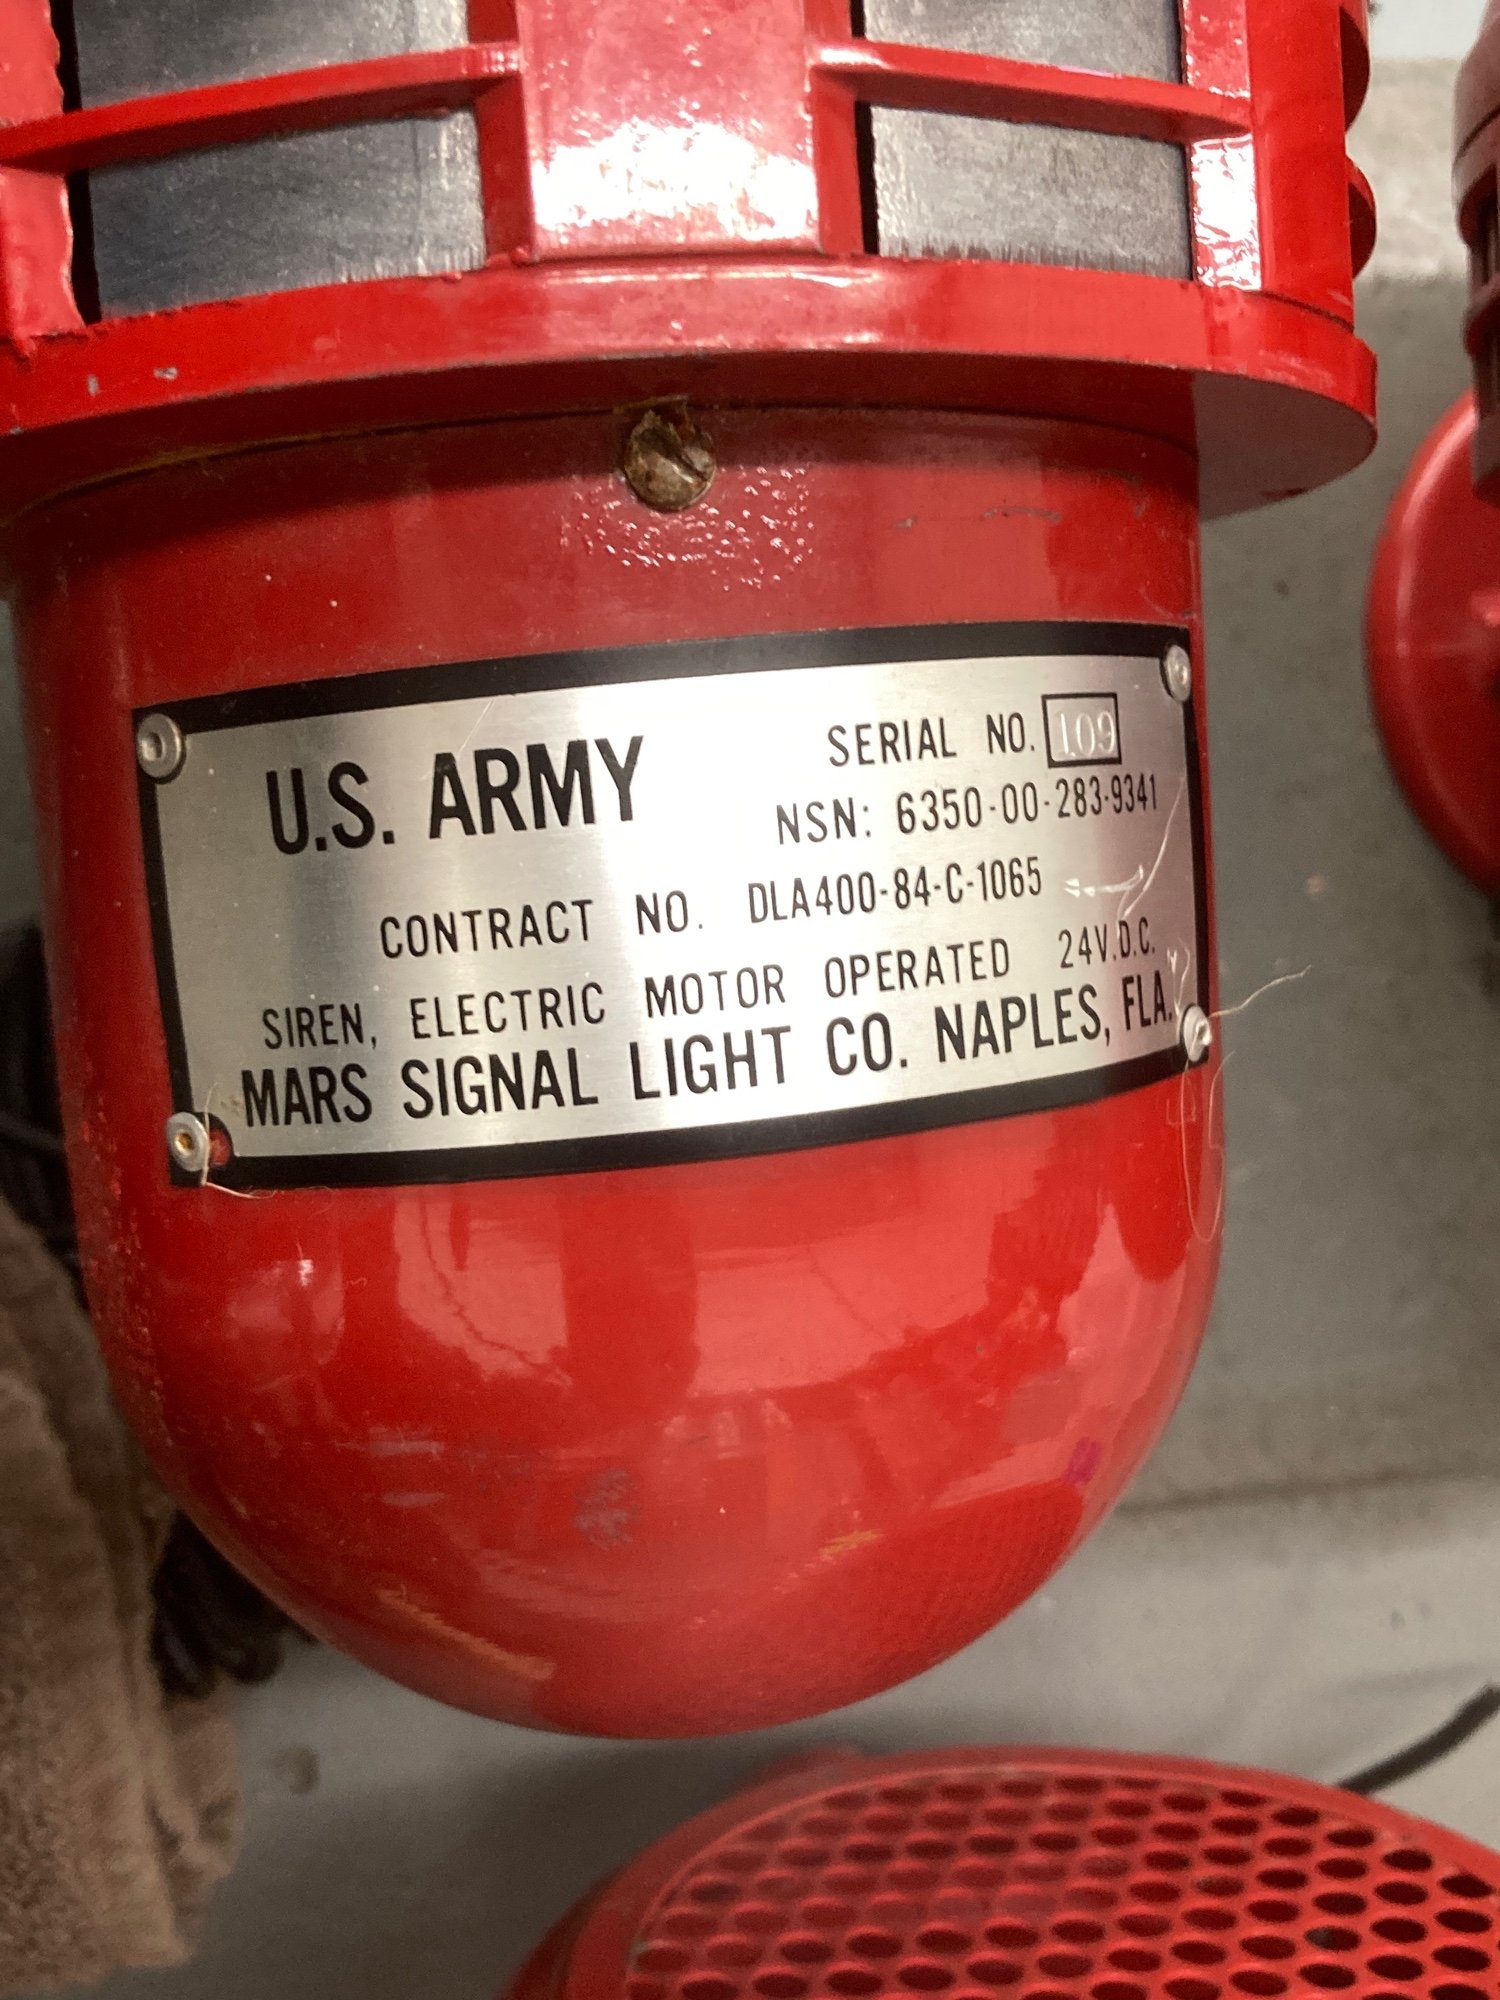 U.S. ARMY
SERIAL NO. 109
NSN: 6350-00-283-9341
CONTRACT NO. DLA400-84-C-1065
SIREN, ELECTRIC MOTOR OPERATED 24V.D.C.
MARS SIGNAL LIGHT CO. NAPLES, FLA.